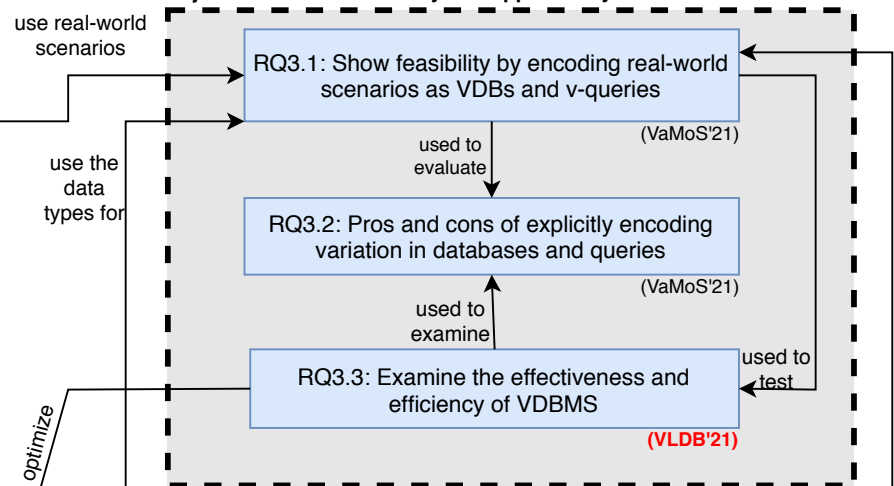 use real-world
scenarios
RQ3.1: Show feasibility by encoding real-world
scenarios as VDBs and v-queries
(VaMoS'21)
used to
evaluate
use the
data
types for
RQ3.2: Pros and cons of explicitly encoding
variation in databases and queries
(VaMoS'21)
used to
examine
RQ3.3: Examine the effectiveness and
efficiency of VDBMS
used to
test
(VLDB'21)
optimize